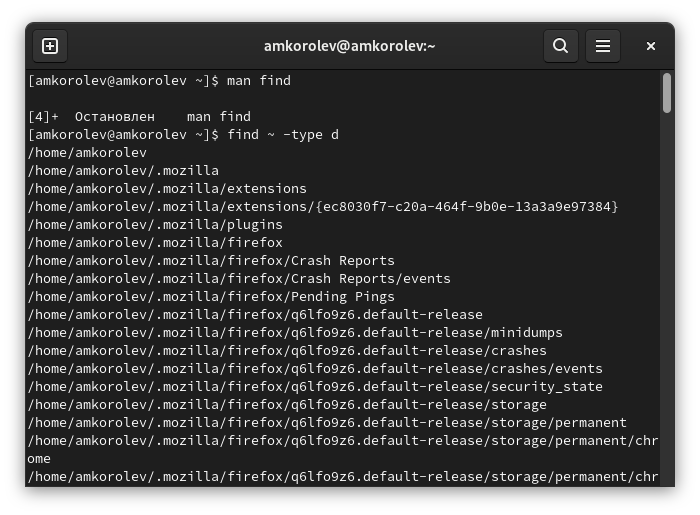 amkorolev@amkorolev:~
[amkorolev@amkorolev ~]$ man find
[4]+  Остановлен    man find
[amkorolev@amkorolev ~]$ find ~ -type d
/home/amkorolev
/home/amkorolev/.mozilla
/home/amkorolev/.mozilla/extensions
/home/amkorolev/.mozilla/extensions/{ec8030f7-c20a-464f-9b0e-13a3a9e97384}
/home/amkorolev/.mozilla/plugins
/home/amkorolev/.mozilla/firefox
/home/amkorolev/.mozilla/firefox/Crash Reports
/home/amkorolev/.mozilla/firefox/Crash Reports/events
/home/amkorolev/.mozilla/firefox/Pending Pings
/home/amkorolev/.mozilla/firefox/q6lfo9z6.default-release
/home/amkorolev/.mozilla/firefox/q6lfo9z6.default-release/minidumps
/home/amkorolev/.mozilla/firefox/q6lfo9z6.default-release/crashes
/home/amkorolev/.mozilla/firefox/q6lfo9z6.default-release/crashes/events
/home/amkorolev/.mozilla/firefox/q6lfo9z6.default-release/security_state
/home/amkorolev/.mozilla/firefox/q6lfo9z6.default-release/storage
/home/amkorolev/.mozilla/firefox/q6lfo9z6.default-release/storage/permanent
/home/amkorolev/.mozilla/firefox/q6lfo9z6.default-release/storage/permanent/chr
ome
/home/amkorolev/.mozilla/firefox/q6lfo9z6.default-release/storage/permanent/chr